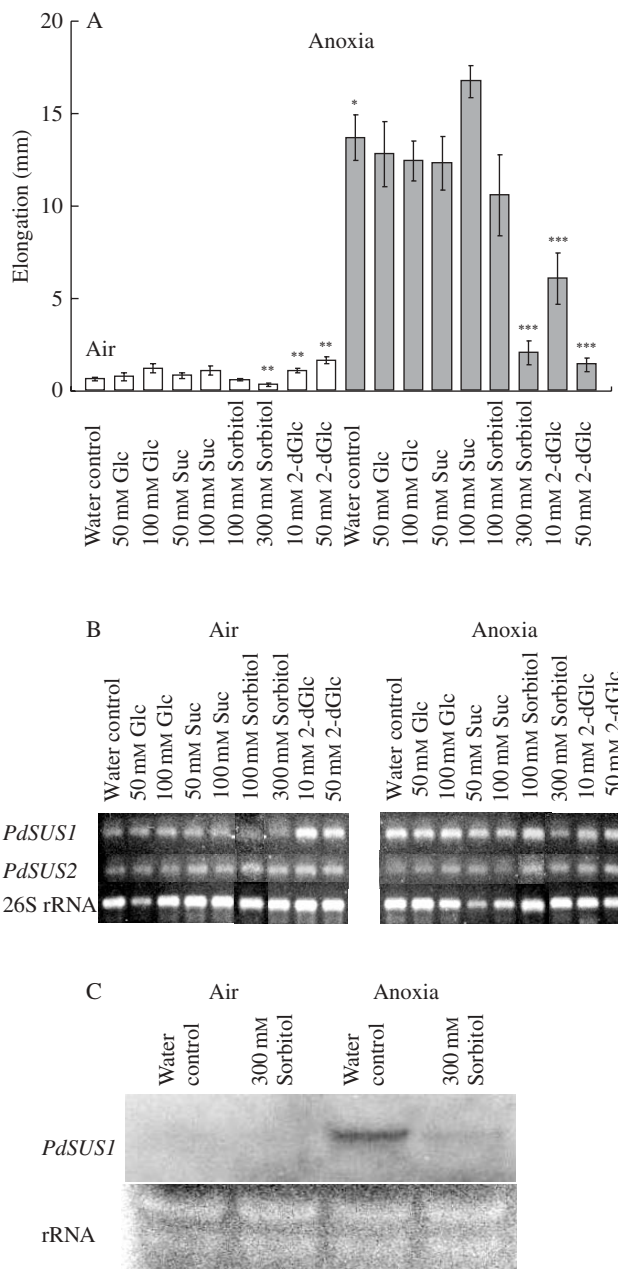 A
Anoxia
20
15
10
5
0
Elongation (mm)
Air
* ** ** ** *** *** ***
Water control
50 mM Glc
100 mM Glc
50 mM Suc
100 mM Suc
100 mM Sorbitol
300 mM Sorbitol
10 mM 2-dGlc
50 mM 2-dGlc
Water control
50 mM Glc
100 mM Glc
50 mM Suc
100 mM Suc
100 mM Sorbitol
300 mM Sorbitol
10 mM 2-dGlc
50 mM 2-dGlc
B
Air
Anoxia
Water control
50 mM Glc
100 mM Glc
50 mM Suc
100 mM Suc
100 mM Sorbitol
300 mM Sorbitol
10 mM 2-dGlc
50 mM 2-dGlc
Water control
50 mM Glc
100 mM Glc
50 mM Suc
100 mM Suc
100 mM Sorbitol
300 mM Sorbitol
10 mM 2-dGlc
50 mM 2-dGlc
PdSUS1
PdSUS2
26S rRNA
C
Air
Anoxia
Water
control
300 mM
Sorbitol
Water
control
300 mM
Sorbitol
PdSUS1
rRNA